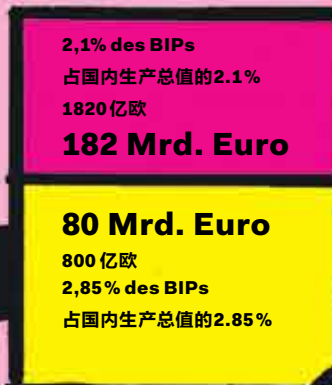 2,1% des BIPs
占国内生产总值的2.1%
1820亿欧
182 Mrd. Euro
80 Mrd. Euro
800 亿欧
2,85% des BIPs
占国内生产总值的2.85%